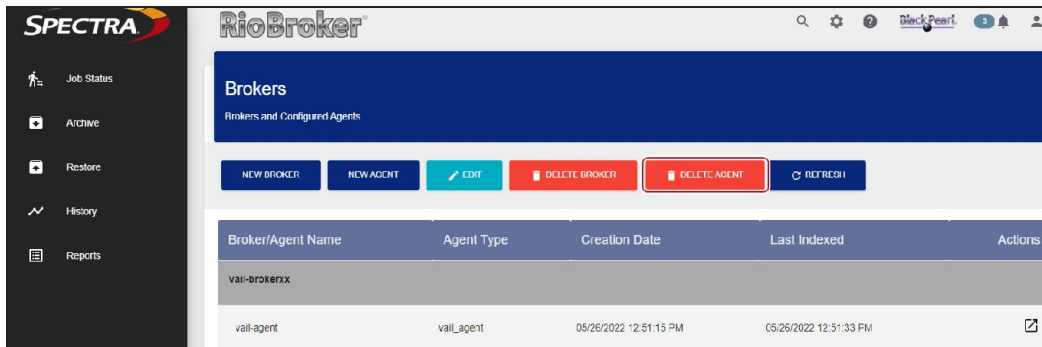 SPECTRA
RioBroker®
BlackPearl
3
Job Status
Archive
Restore
History
Reports
Brokers
Brokers and Configured Agents
NEW BROKER NEW AGENT EDIT DELETE BROKER DELETE AGENT REFRESH
Broker/Agent Name Agent Type Creation Date Last Indexed Actions
vail-brokerxx
vail-agent vail_agent 05/26/2022 12:51:15 PM 05/26/2022 12:51:33 PM